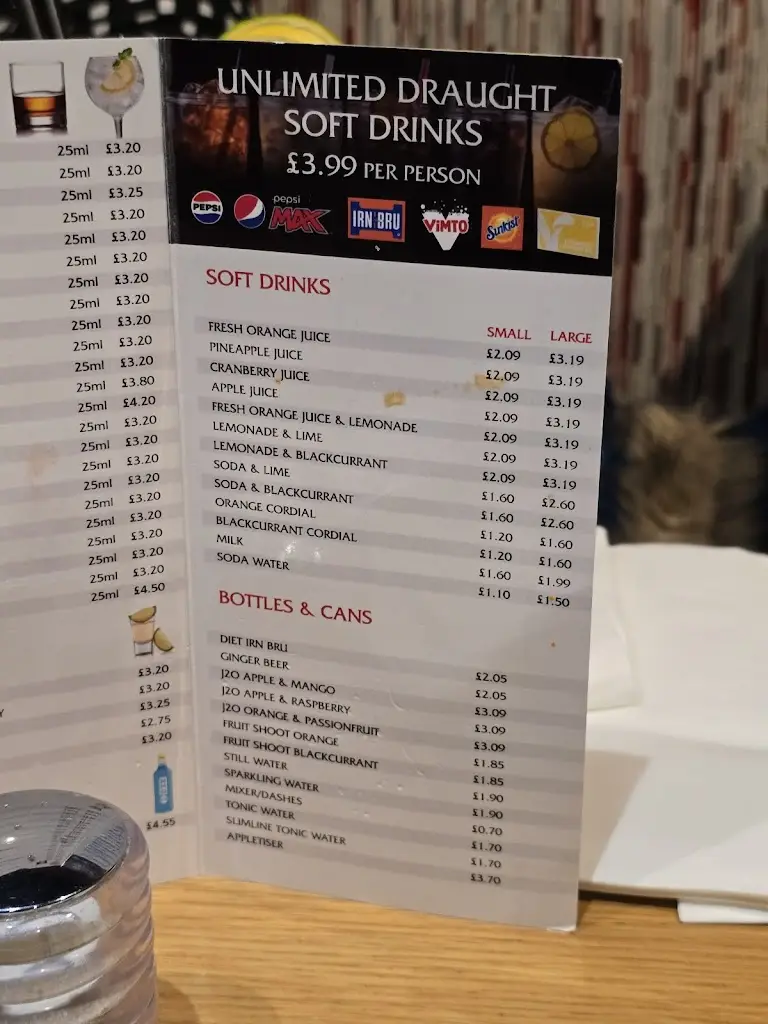 25ml £3.20
25ml £3.20
25ml £3.25
25ml £3.20
25ml £3.20
25ml £3.20
25ml £3.20
25ml £3.20
25ml £3.20
25ml £3.20
25ml £3.20
25ml £3.80
25ml £4.20
25ml £3.20
25ml £3.20
25ml £3.20
25ml £3.20
25ml £3.20
25ml £3.20
25ml £3.20
25ml £3.20
25ml £3.20
25ml £4.50
£3.20
£3.20
£3.25
Y £2.75
£3.20
£4.55
UNLIMITED DRAUGHT
SOFT DRINKS
£3.99 PER PERSON
PEPSI pepsi MAX IRN-BRU VIMTO Sunkist
SOFT DRINKS
SMALL LARGE
FRESH ORANGE JUICE £2.09 £3.19
PINEAPPLE JUICE £2.09 £3.19
CRANBERRY JUICE £2.09 £3.19
APPLE JUICE £2.09 £3.19
FRESH ORANGE JUICE & LEMONADE £2.09 £3.19
LEMONADE & LIME £2.09 £3.19
LEMONADE & BLACKCURRANT £2.09 £3.19
SODA & LIME £1.60 £2.60
SODA & BLACKCURRANT £1.60 £2.60
ORANGE CORDIAL £1.20 £1.60
BLACKCURRANT CORDIAL £1.20 £1.60
MILK £1.60 £1.99
SODA WATER £1.10 £1.50
BOTTLES & CANS
DIET IRN BRU £2.05
GINGER BEER £2.05
J2O APPLE & MANGO £3.09
J2O APPLE & RASPBERRY £3.09
J2O ORANGE & PASSIONFRUIT £3.09
FRUIT SHOOT ORANGE £1.85
FRUIT SHOOT BLACKCURRANT £1.85
STILL WATER £1.90
SPARKLING WATER £1.90
MIXER/DASHES £0.70
TONIC WATER £1.70
SLIMLINE TONIC WATER £1.70
APPLETISER £3.70